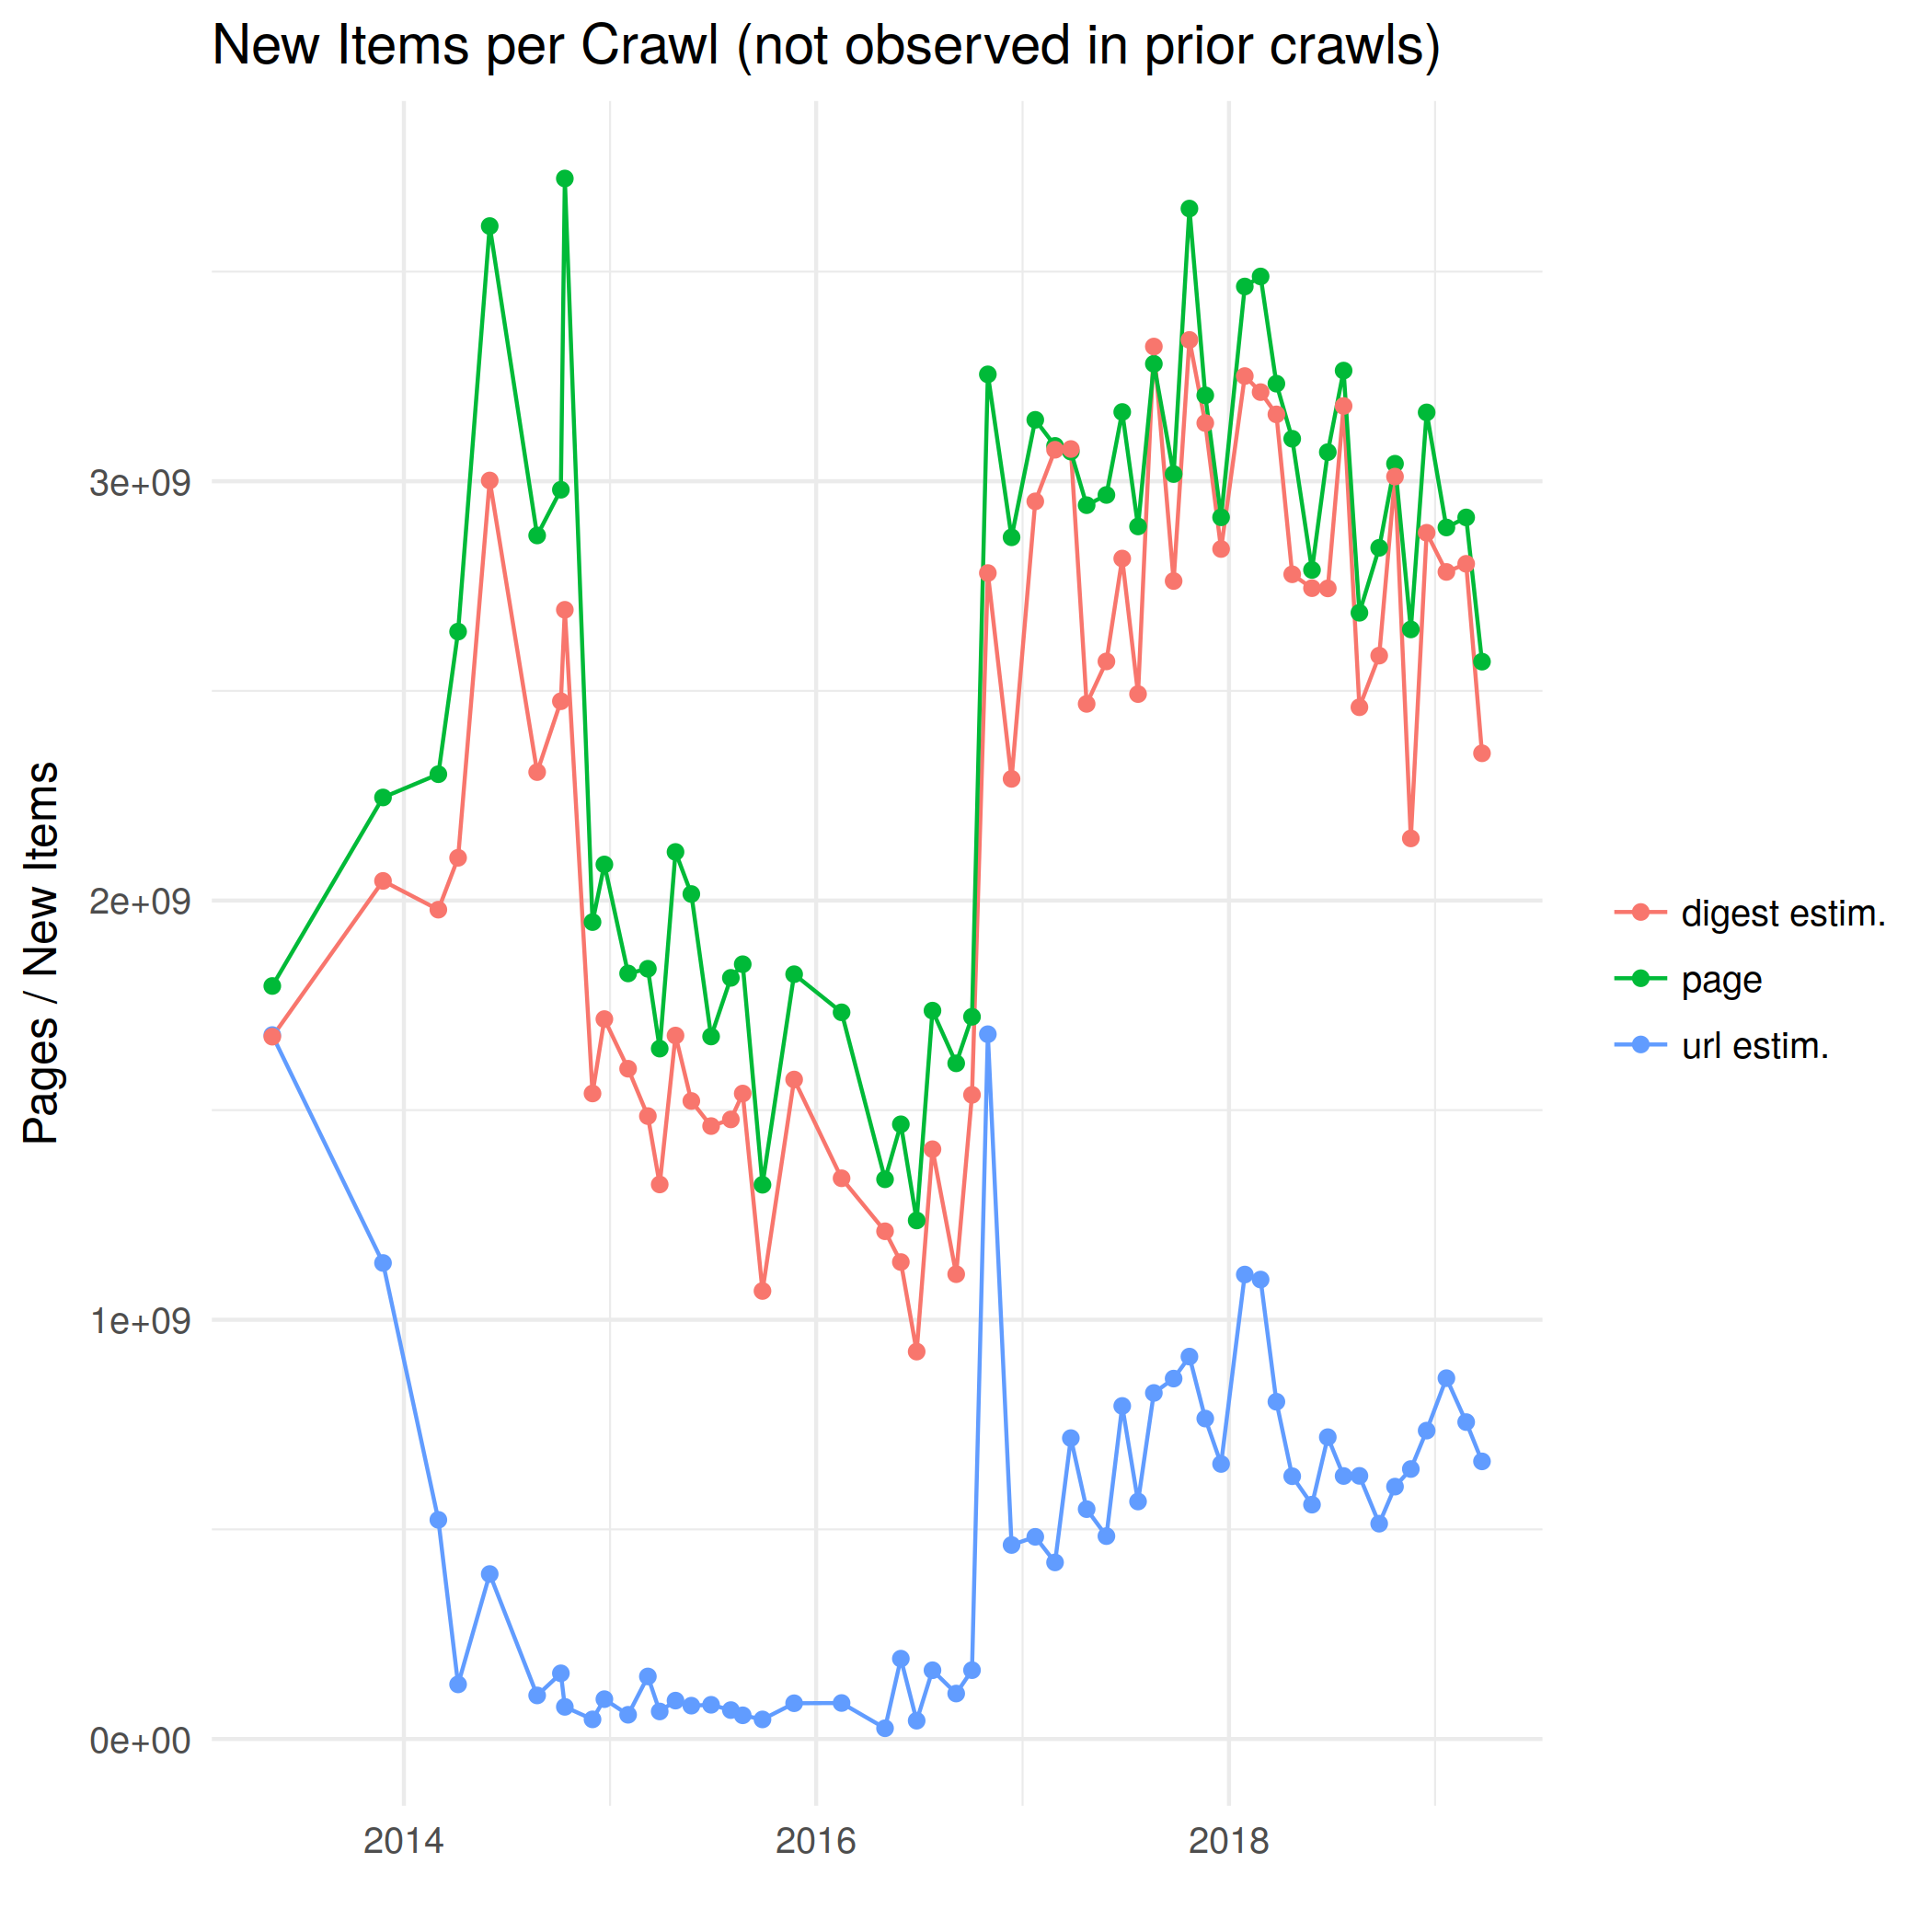 New Items per Crawl (not observed in prior crawls)
Pages / New Items
3e+09
2e+09
1e+09
0e+00
2014 2016 2018
digest estim.
page
url estim.